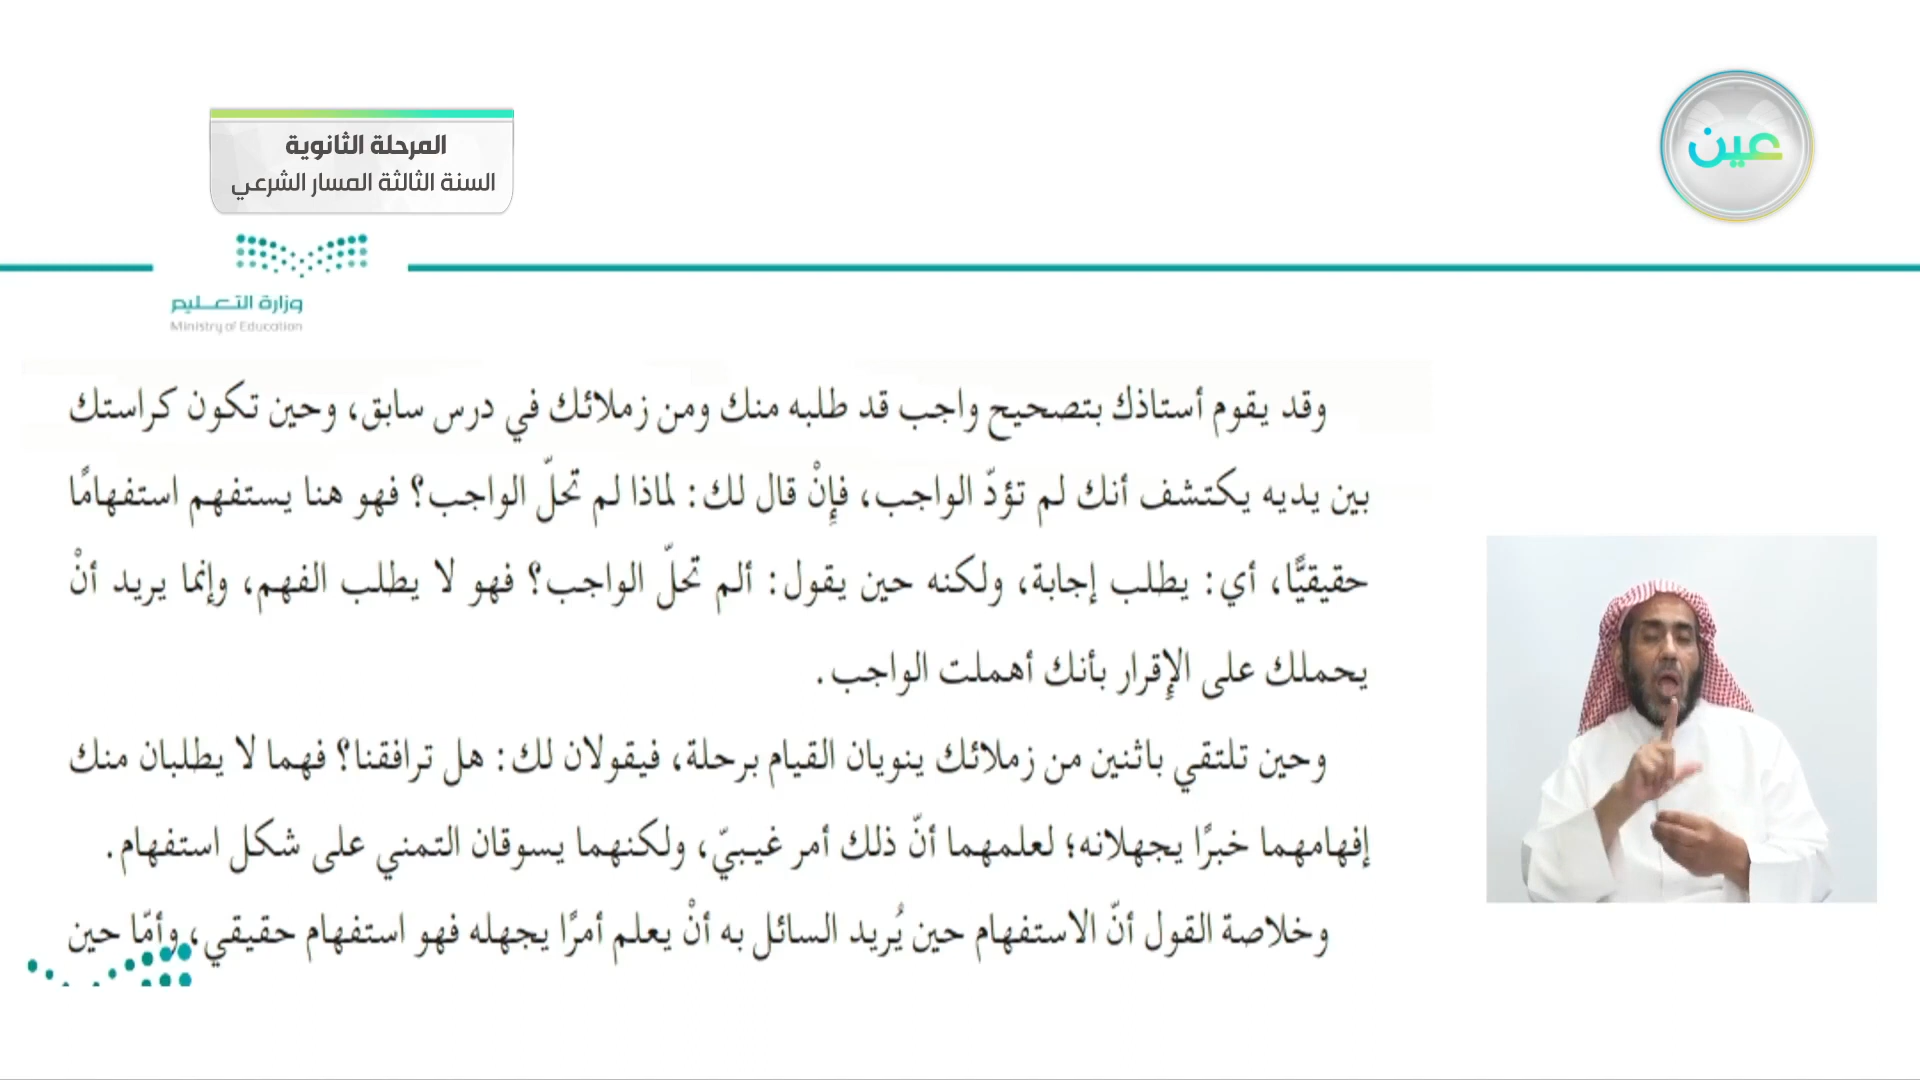 المرحلة الثانوية
السنة الثالثة المسار الشرعي
عين
وزارة التعليم
Ministry of Education
وقد يقوم أستاذك بتصحيح واجب قد طلبه منك ومن زملائك في درس سابق، وحين تكون كراستك
بين يديه يكتشف أنك لم تؤدّ الواجب، فإِنْ قال لك: لماذا لم تحلّ الواجب؟ فهو هنا يستفهم استفهامًا
حقيقيًّا، أي: يطلب إجابة، ولكنه حين يقول: ألم تحلّ الواجب؟ فهو لا يطلب الفهم، وإنما يريد أنْ
يحملك على الإِقرار بأنك أهملت الواجب.
وحين تلتقي باثنين من زملائك ينويان القيام برحلة، فيقولان لك: هل ترافقنا؟ فهما لا يطلبان منك
إفهامهما خبرًا يجهلانه؛ لعلمهما أنّ ذلك أمر غيبيّ، ولكنهما يسوقان التمني على شكل استفهام.
وخلاصة القول أنّ الاستفهام حين يُريد السائل به أنْ يعلم أمرًا يجهله فهو استفهام حقيقي، وأمّا حين